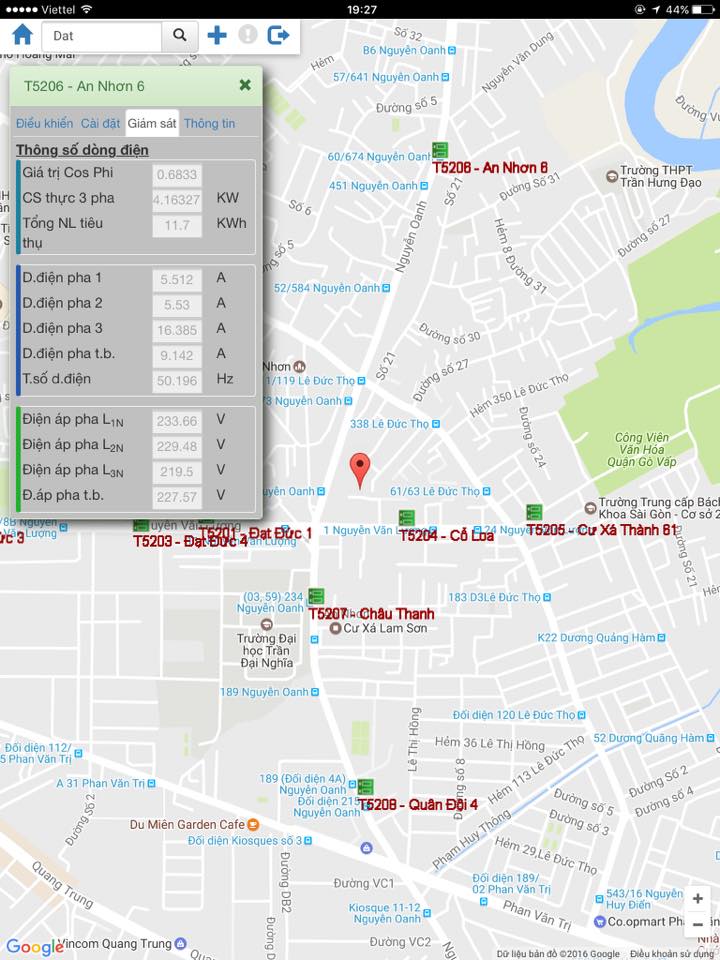 Viettel
19:27
44%
Dat
T5206 - An Nhơn 6
Điều khiển Cài đặt Giám sát Thông tin
Thông số dòng điện
Giá trị Cos Phi 0.6833
CS thực 3 pha 4.16327 KW
Tổng NL tiêu 11.7 KWh
thụ
D.điện pha 1 5.512 A
D.điện pha 2 5.53 A
D.điện pha 3 16.385 A
D.điện pha t.b. 9.142 A
T.số d.điện 50.196 Hz
Điện áp pha L1N 233.66 V
Điện áp pha L2N 229.48 V
Điện áp pha L3N 219.5 V
Đ.áp pha t.b. 227.57 V
Hẻm
B6 Nguyễn Oanh
Nguyễn Văn Dung
57/641 Nguyễn Oanh
Đường số 5
60/674 Nguyễn Oanh
T5206 - An Nhơn 6
451 Nguyễn Oanh
Số 21
Đường số 31
Trường THPT
Trần Hưng Đạo
Số 6
Nguyễn Oanh
Hẻm 8 Đường 31
Đường số 27
52/584 Nguyễn Oanh
Đường số 30
Số 21
Đường số 27
Nhơn
1/119 Lê Đức Thọ
Nguyễn Oanh
Hẻm 350 Lê Đức Thọ
338 Lê Đức Thọ
Đường số 24
Công Viên
Văn Hóa
Quận Gò Vấp
Nguyễn Oanh
61/63 Lê Đức Thọ
Trường Trung cấp Bách
Khoa Sài Gòn - Cơ sở 2
T5203 - Đạt Đức 4
T5201 - Đạt Đức 1
1 Nguyễn
T5204 - Cổ Loa
T5205 - Cư Xá Thành 61
ức 3
(03, 59) 234
Nguyễn Oanh
T5207 - Châu Thanh
Cư Xá Lam Sơn
183 D3Lê Đức Thọ
Trường Đại
học Trần
Đại Nghĩa
K22 Dương Quảng Hàm
189 Nguyễn Oanh
Lê Thị Hồng
Đối diện 120 Lê Đức Thọ
Hẻm 36 Lê Thị Hồng
52 Dương Quảng Hàm
Đối diện 112/
5 Phan Văn Trị
A 31 Phan Văn Trị
189 (Đối diện 4A)
Nguyễn Oanh
Đối diện 215
T5208 - Quân Đội 4
Đường số 8
Hẻm 113 Lê Đức Thọ
Đường số 2
Đường số 4
Đường số 5
Đường số 3
Đường Số 2
Du Miên Garden Cafe
Đối diện Kiosques số 3
Phạm Huy Thông
Hẻm 29,Lê Đức Thọ
Quang Trung
Đường DB2
Đường VC1
Đối diện 189/
02 Phan Văn Trị
543/16 Nguyên
Huy Điển
Kiosque 11-12
Nguyễn Oanh
Phan Văn Trị
Co.opmart
Đường VC2
Google
Vincom Quang Trung
Dữ liệu bản đồ ©2016 Google
Điều khoản sử dụng